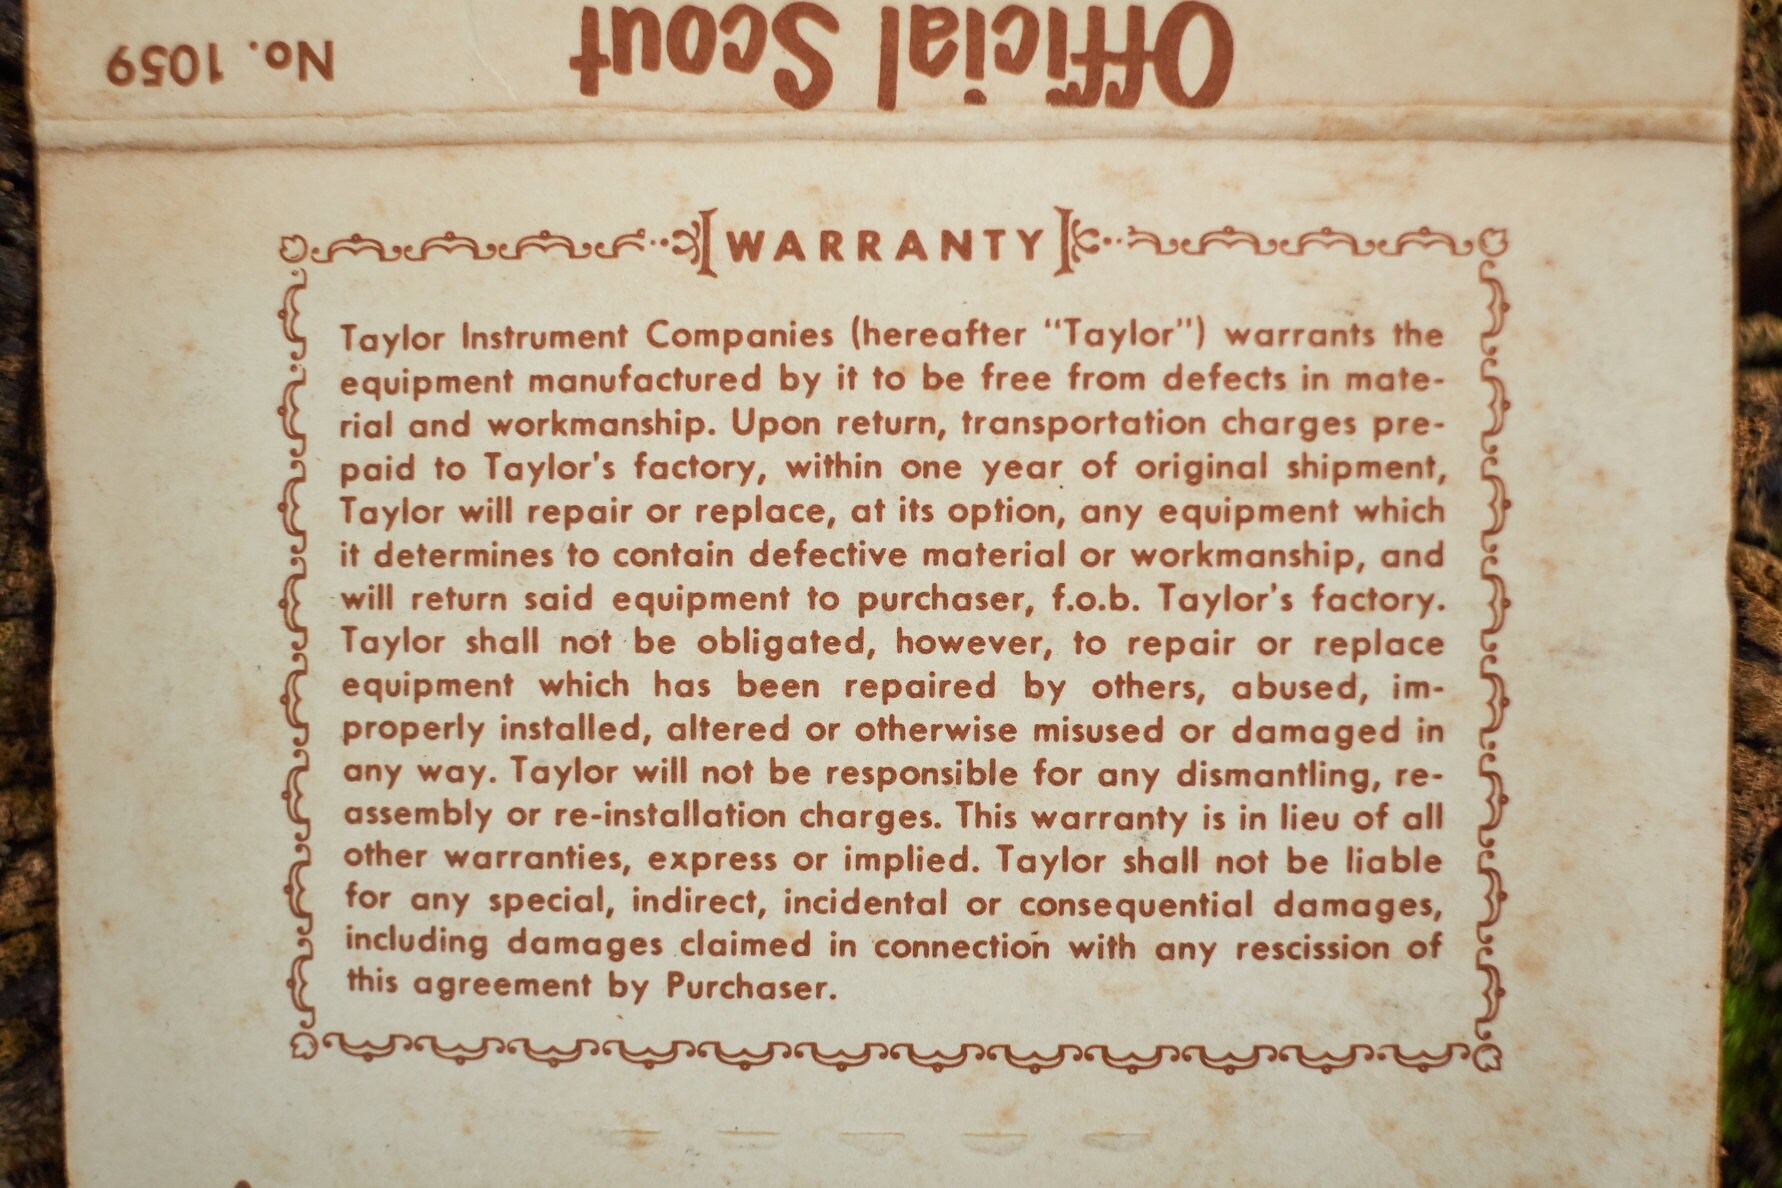 No. 1059
Official Scout
WARRANTY
Taylor Instrument Companies (hereafter “Taylor”) warrants the
equipment manufactured by it to be free from defects in mate-
rial and workmanship. Upon return, transportation charges pre-
paid to Taylor's factory, within one year of original shipment,
Taylor will repair or replace, at its option, any equipment which
it determines to contain defective material or workmanship, and
will return said equipment to purchaser, f.o.b. Taylor's factory.
Taylor shall not be obligated, however, to repair or replace
equipment which has been repaired by others, abused, im-
properly installed, altered or otherwise misused or damaged in
any way. Taylor will not be responsible for any dismantling, re-
assembly or re-installation charges. This warranty is in lieu of all
other warranties, express or implied. Taylor shall not be liable
for any special, indirect, incidental or consequential damages,
including damages claimed in connection with any rescission of
this agreement by Purchaser.